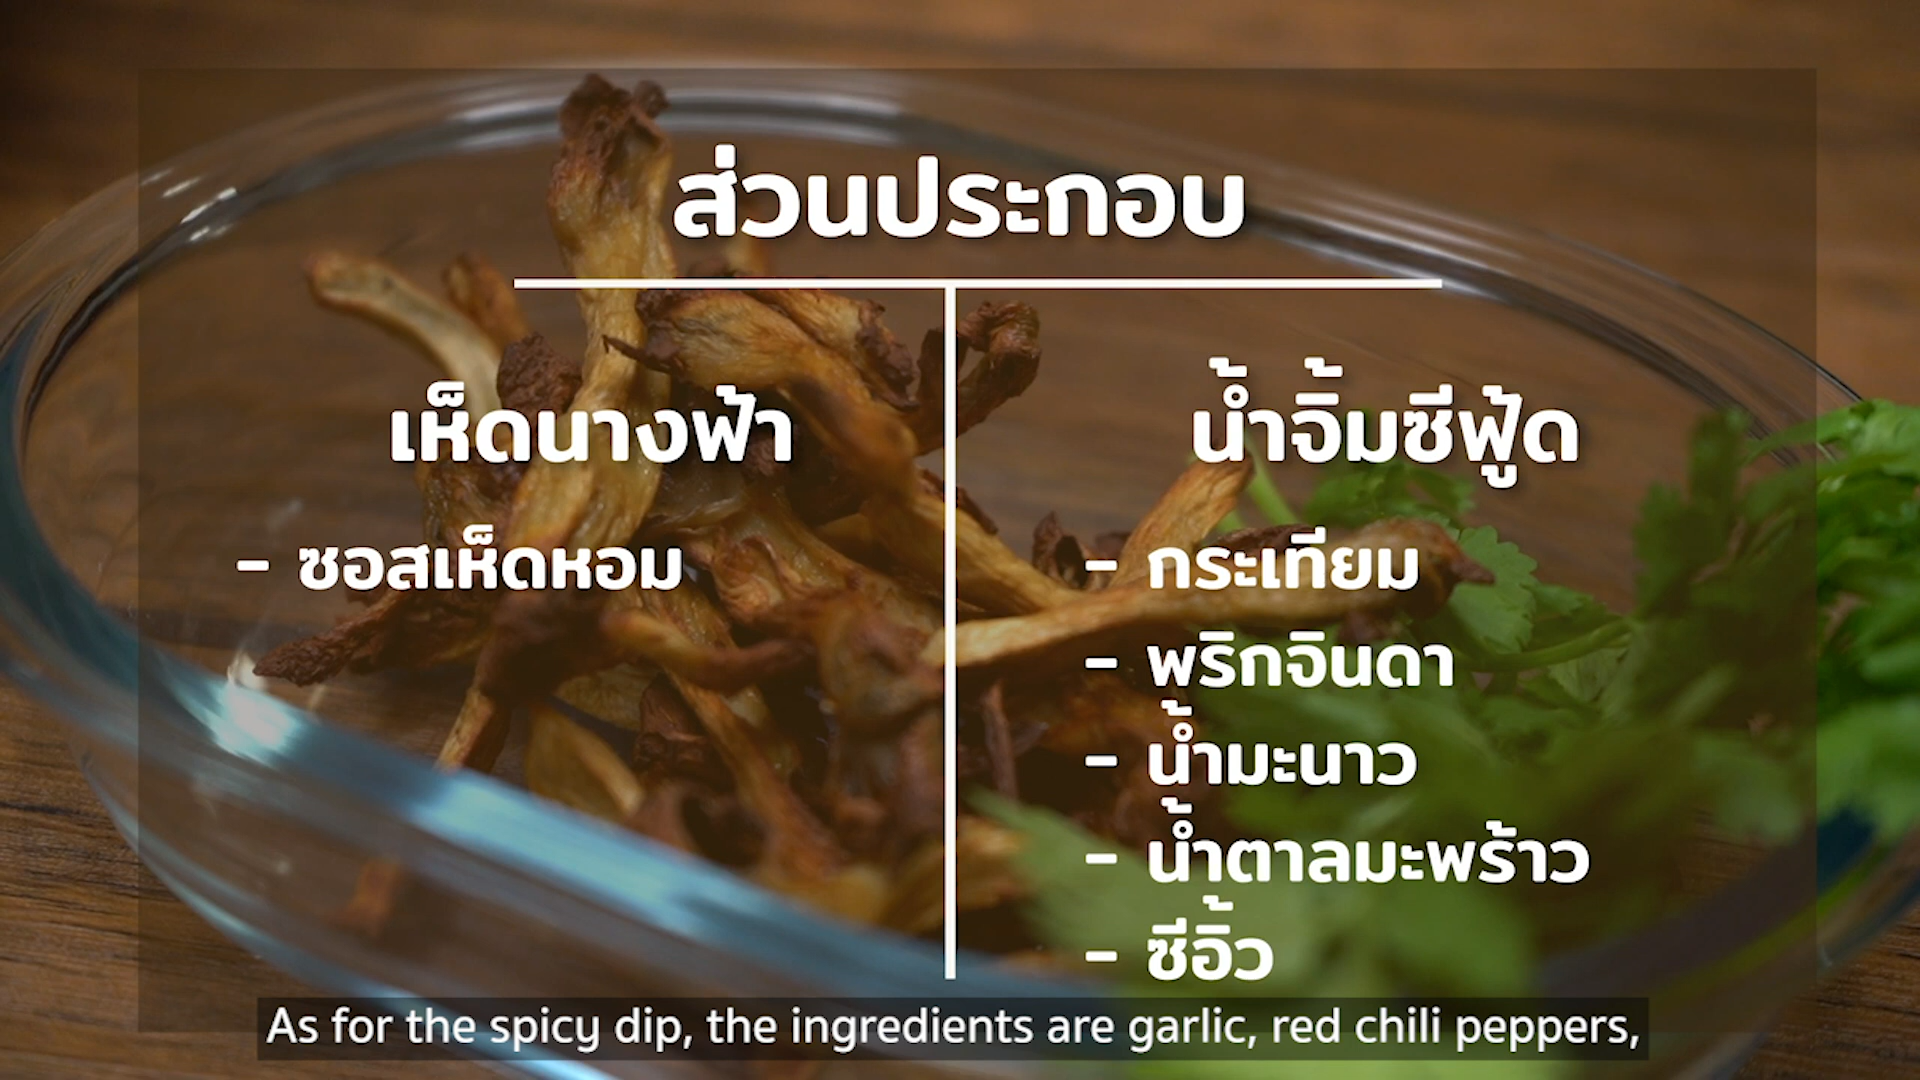 ส่วนประกอบ
เห็ดนางฟ้า
- ซอสเห็ดหอม
น้ำจิ้มซีฟู้ด
- กระเทียม
- พริกจินดา
- น้ำมะนาว
- น้ำตาลมะพร้าว
- ซีอิ๊ว
As for the spicy dip, the ingredients are garlic, red chili peppers,